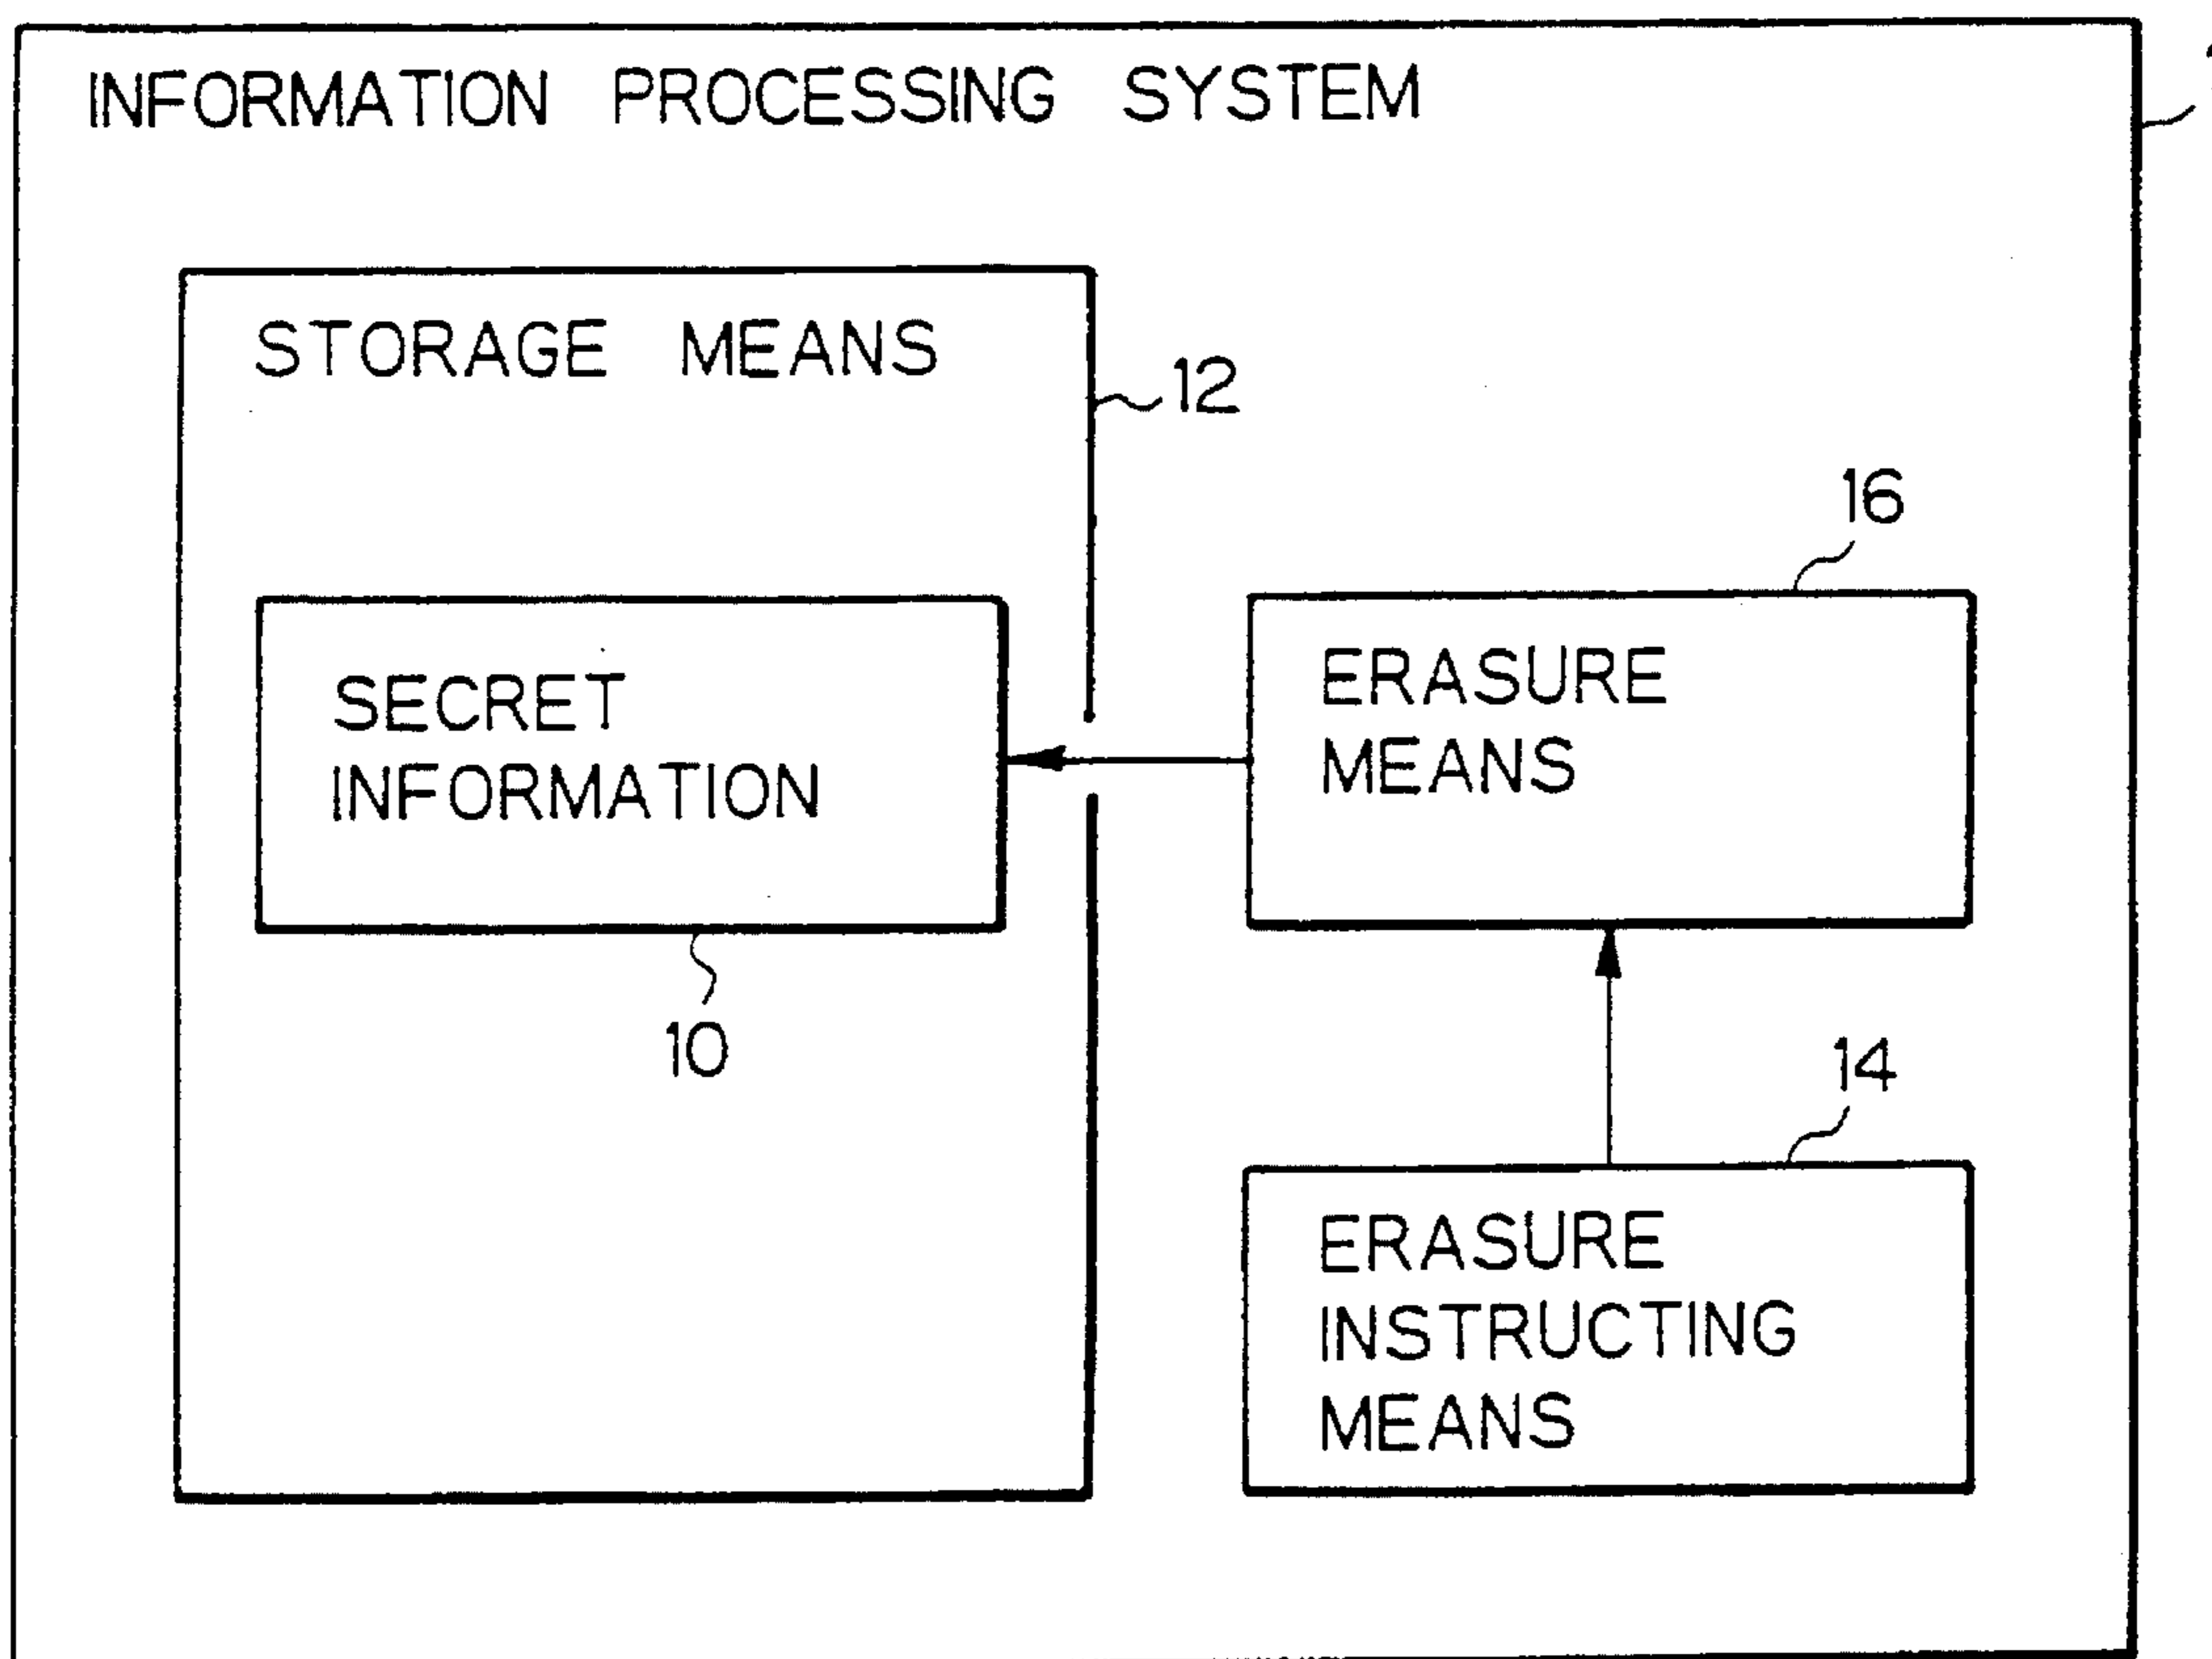 INFORMATION PROCESSING SYSTEM
STORAGE MEANS
12
16
SECRET
INFORMATION
ERASURE
MEANS
10
14
ERASURE
INSTRUCTING
MEANS